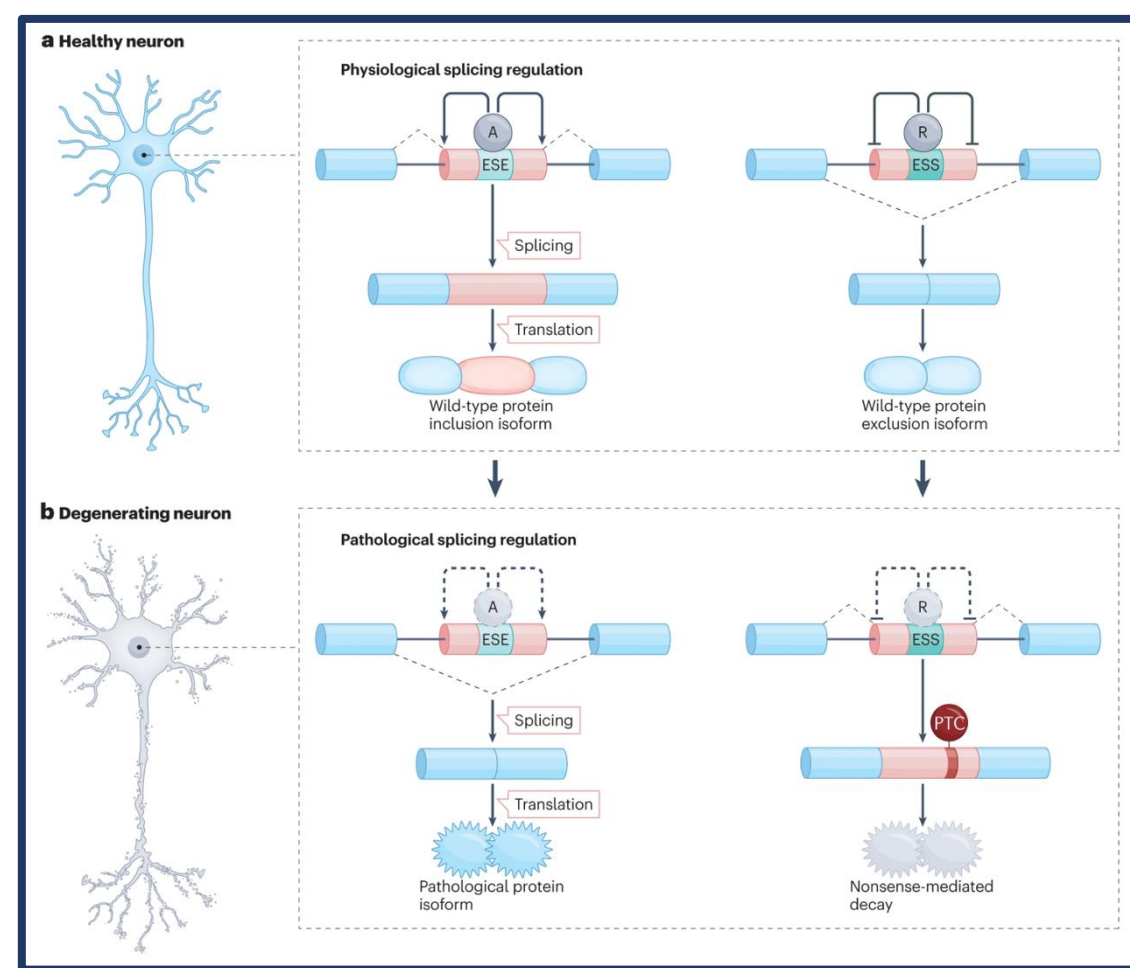 a Healthy neuron
Physiological splicing regulation
A
R
ESE
ESS
Splicing
Translation
Wild-type protein
inclusion isoform
Wild-type protein
exclusion isoform
b Degenerating neuron
Pathological splicing regulation
A
R
ESE
ESS
Splicing
PTC
Translation
Pathological protein
isoform
Nonsense-mediated
decay